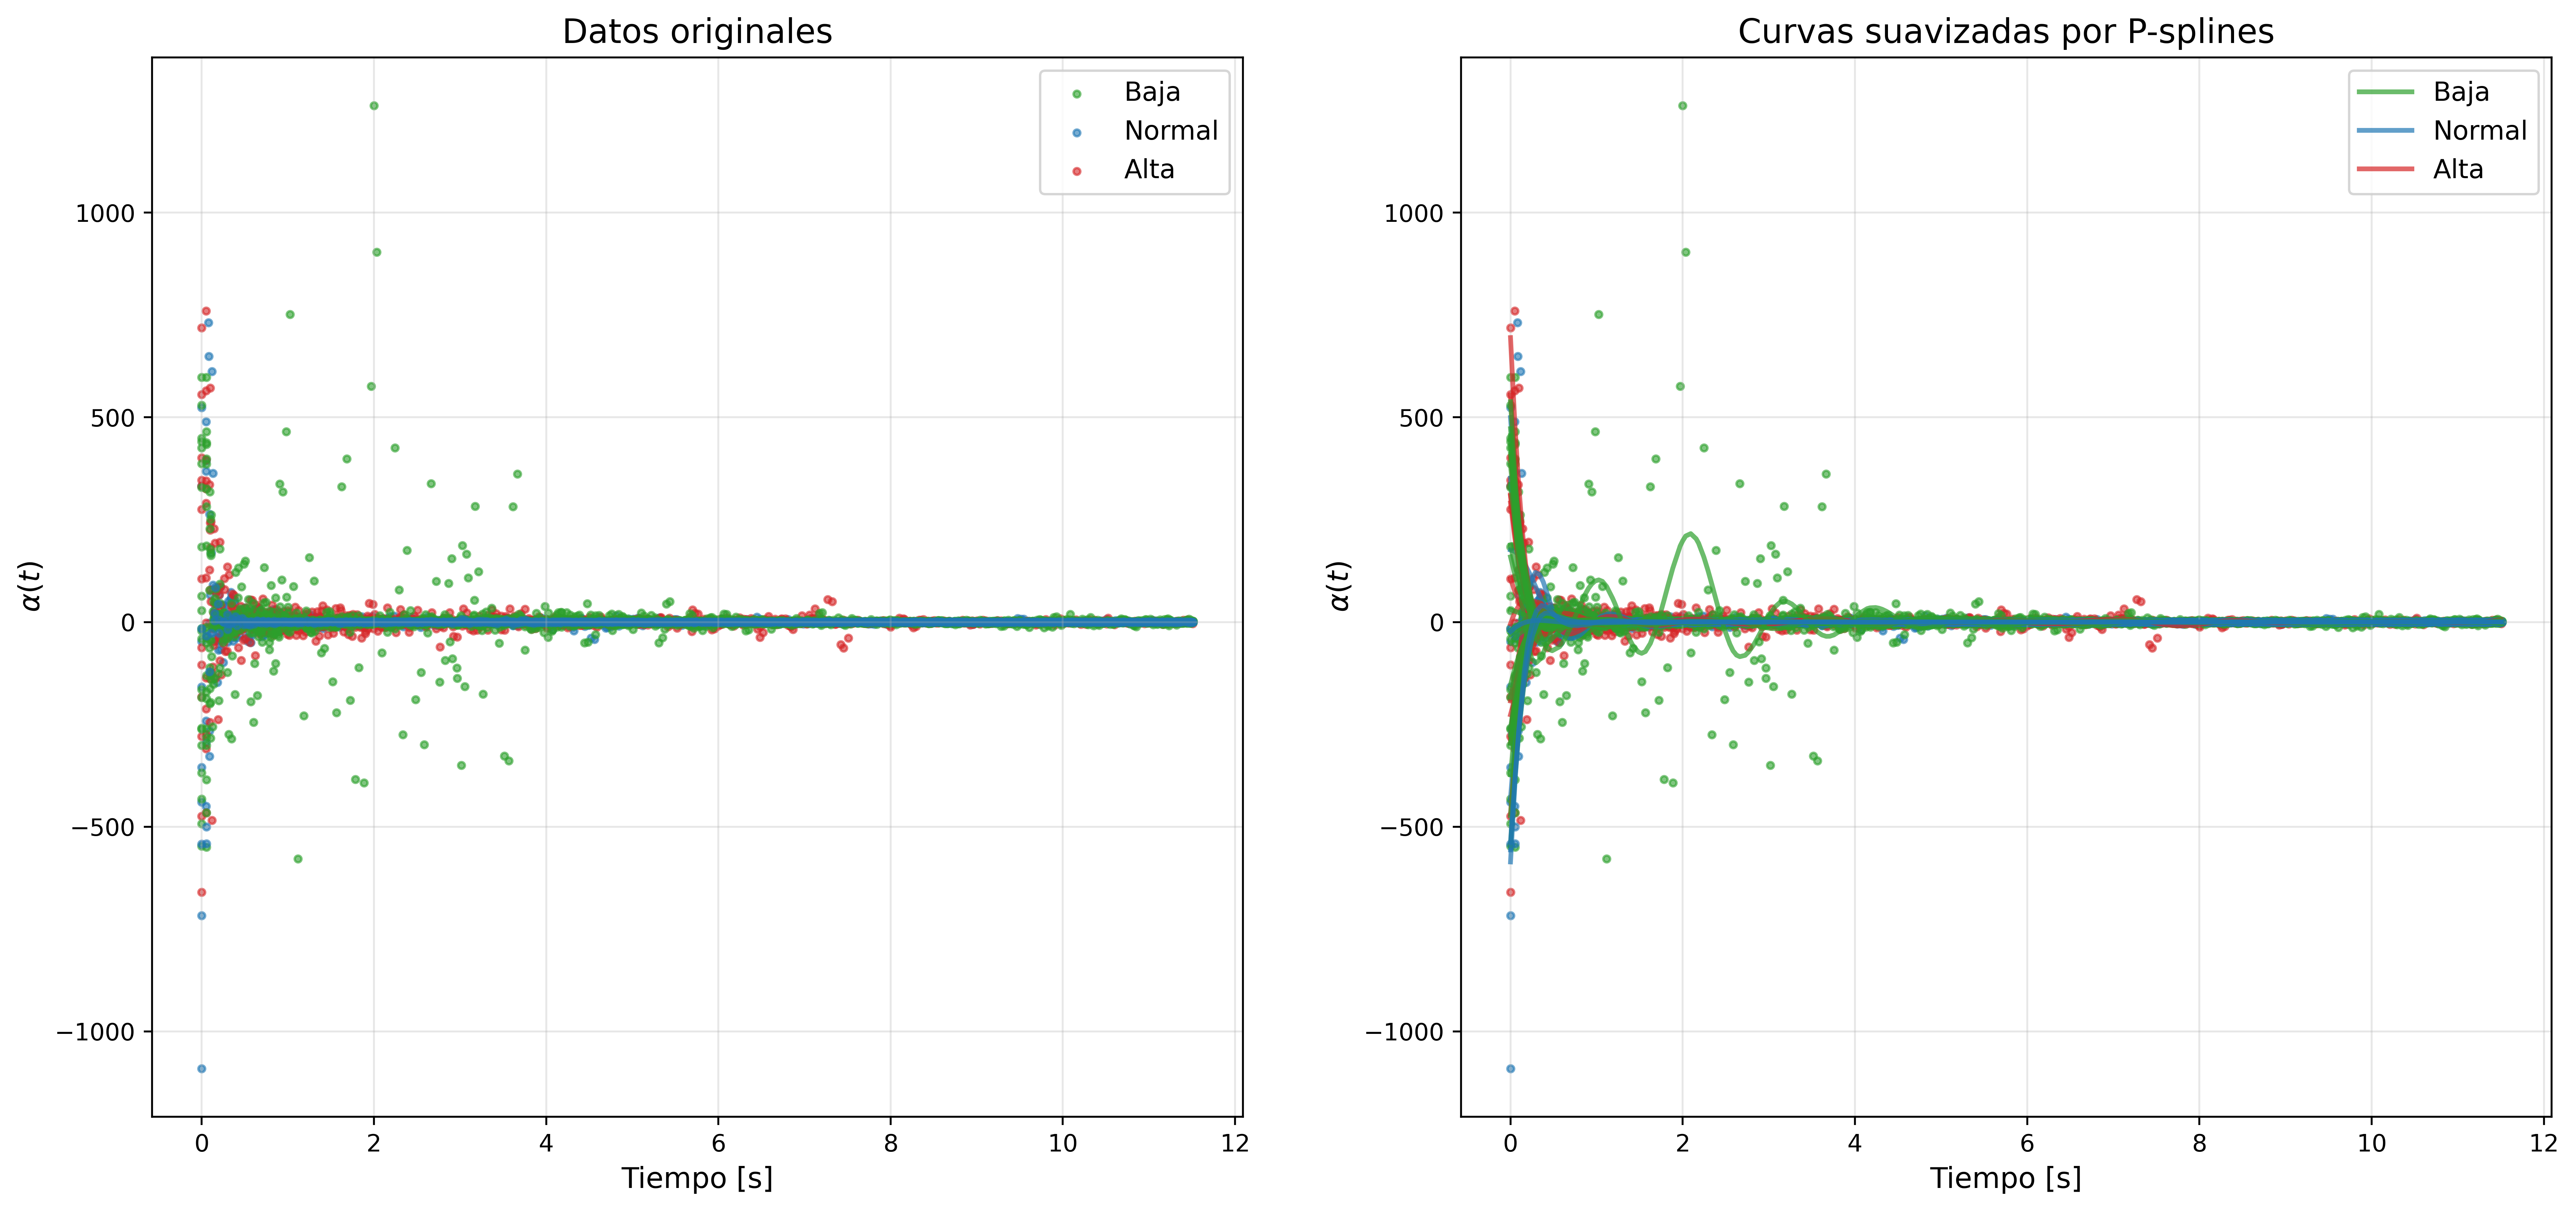 Datos originales
Baja
Normal
Alta
1000
500
0
−500
−1000
α(t)
0 2 4 6 8 10 12
Tiempo [s]
Curvas suavizadas por P-splines
Baja
Normal
Alta
1000
500
0
−500
−1000
α(t)
0 2 4 6 8 10 12
Tiempo [s]